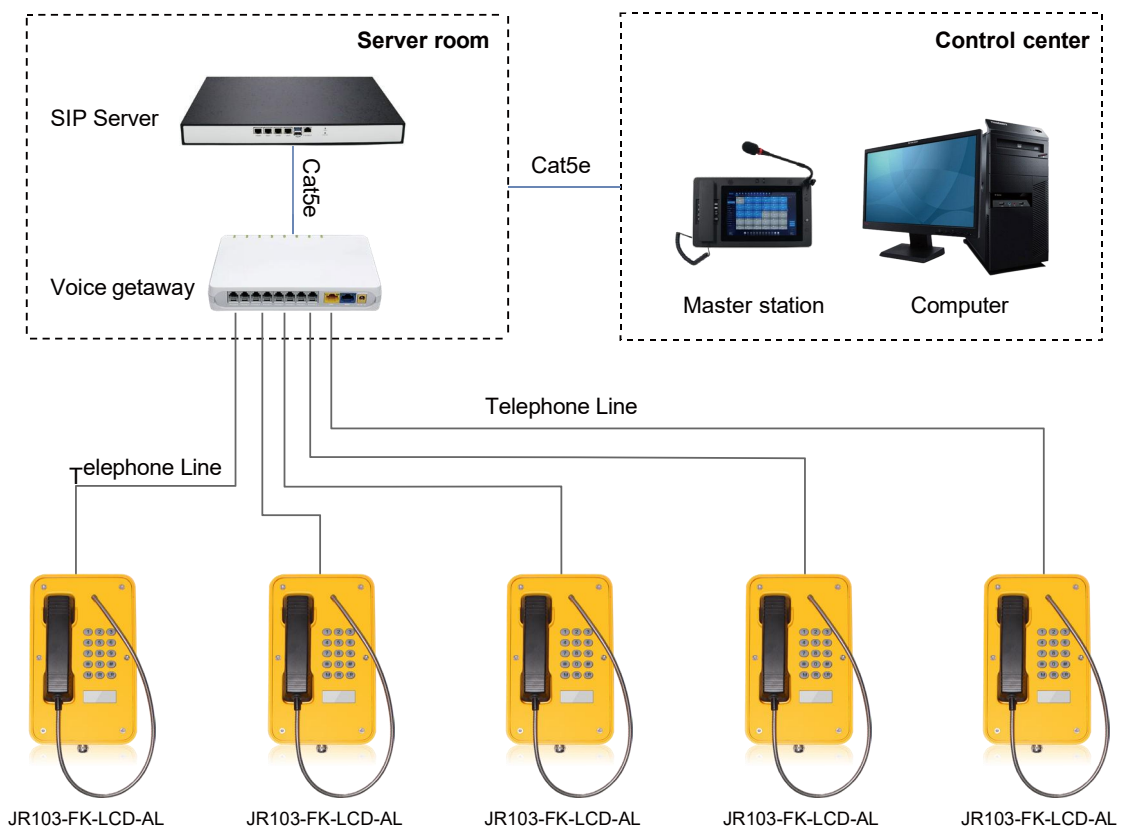 Server room
Control center
SIP Server
Cat5e
Cat5e
Voice getaway
Master station
Computer
Telephone Line
Telephone Line
JR103-FK-LCD-AL
JR103-FK-LCD-AL
JR103-FK-LCD-AL
JR103-FK-LCD-AL
JR103-FK-LCD-AL